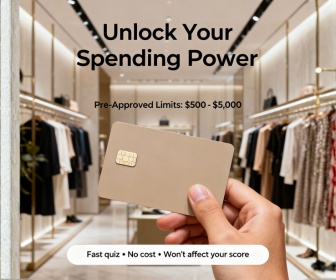 Unlock Your
Spending Power
Pre-Approved Limits: $500 - $5,000
Fast quiz • No cost • Won't affect your score